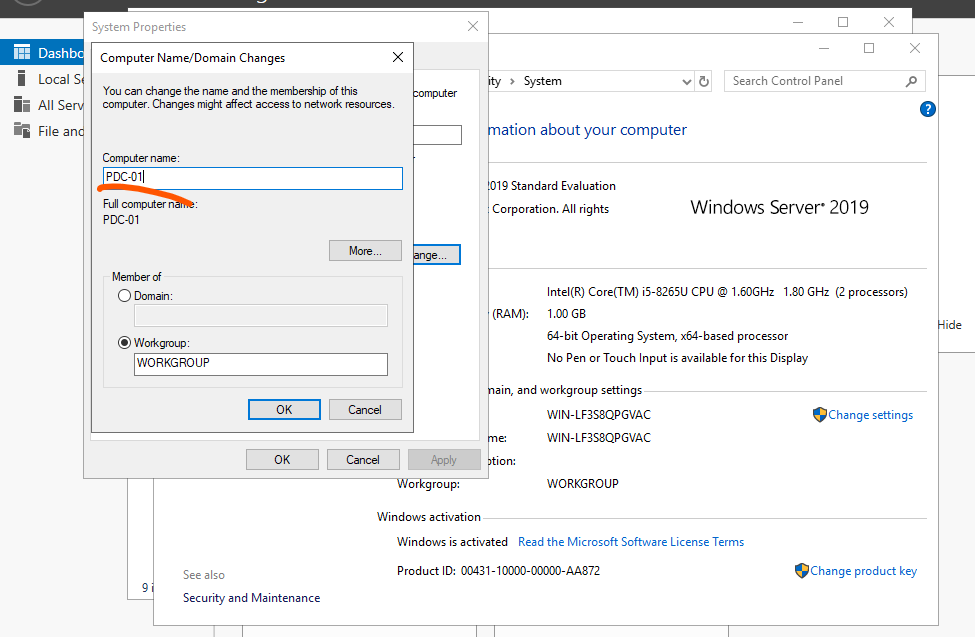 System Properties
Computer Name/Domain Changes
You can change the name and the membership of this
computer. Changes might affect access to network resources.
Computer name:
PDC-01
Full computer name:
PDC-01
More...
Member of
Domain:
Workgroup:
WORKGROUP
OK
Cancel
computer
ange...
OK
Cancel
Apply
Dashbo
Local Se
All Serv
File and
ity > System
Search Control Panel
mation about your computer
2019 Standard Evaluation
Corporation. All rights
Windows Server® 2019
Intel(R) Core(TM) i5-8265U CPU @ 1.60GHz 1.80 GHz (2 processors)
(RAM):
1.00 GB
64-bit Operating System, x64-based processor
No Pen or Touch Input is available for this Display
main, and workgroup settings
WIN-LF3S8QPGVAC
Change settings
me:
WIN-LF3S8QPGVAC
ption:
Workgroup:
WORKGROUP
Windows activation
Windows is activated Read the Microsoft Software License Terms
Product ID: 00431-10000-00000-AA872
Change product key
See also
Security and Maintenance
Hide
9 i